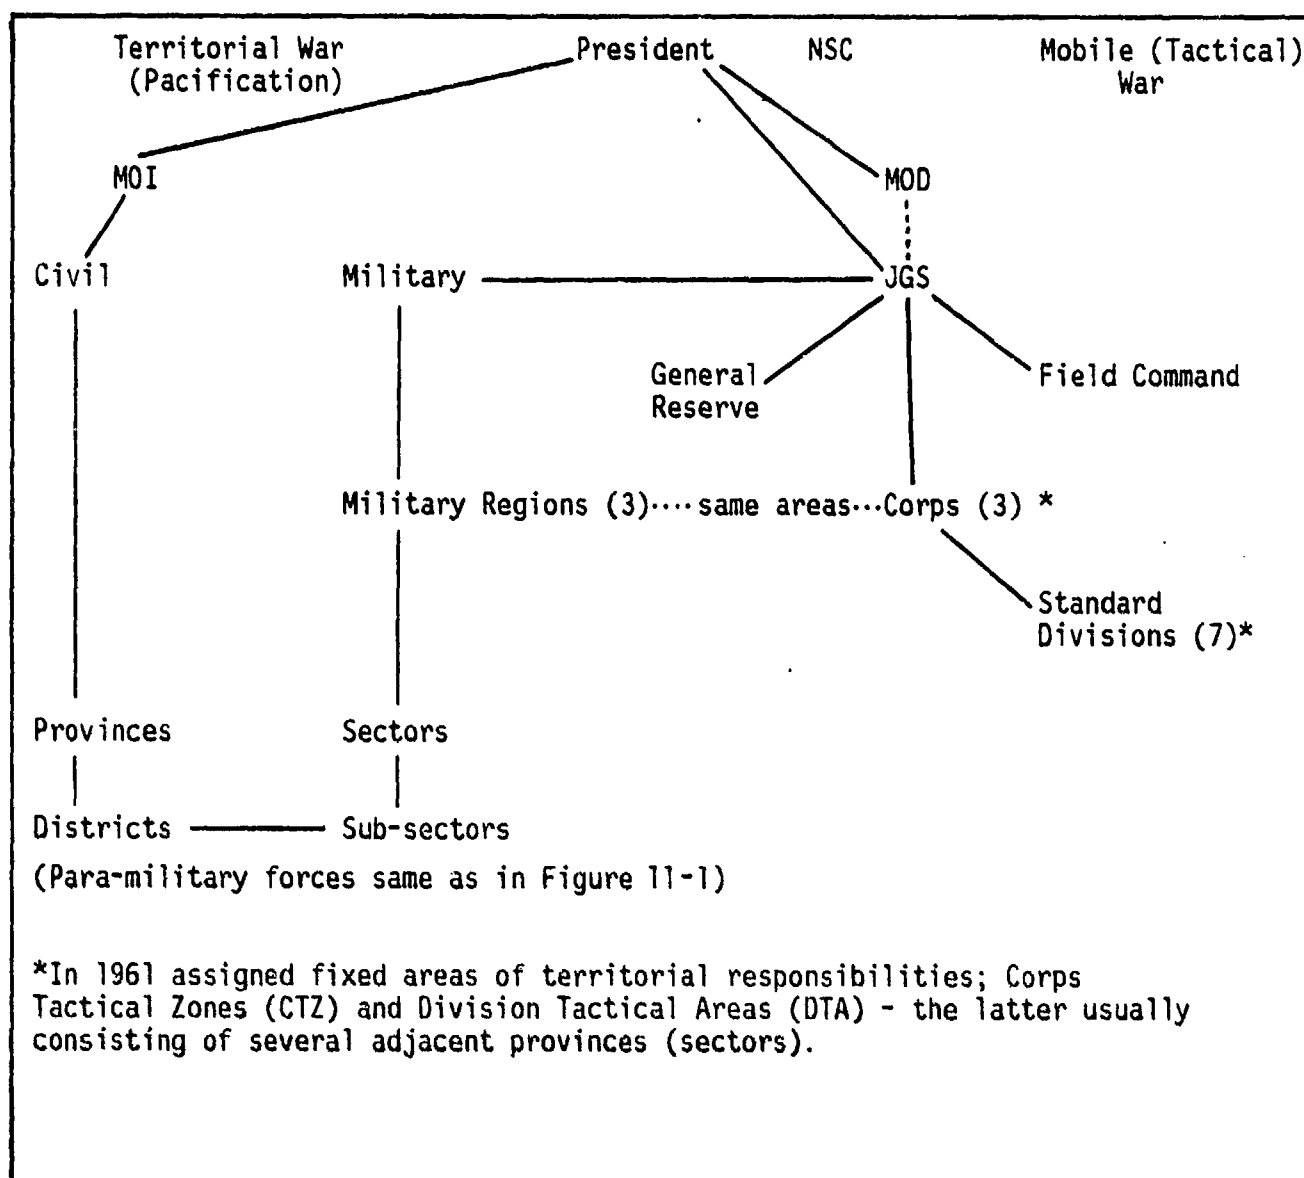 Territorial War President NSC Mobile (Tactical)
(Pacification) War
MOI MOD
Civil Military JGS
General Field Command
Reserve
Military Regions (3)....same areas...Corps (3) *
Standard
Divisions (7)*
Provinces Sectors
Districts Sub-sectors
(Para-military forces same as in Figure 11-1)
*In 1961 assigned fixed areas of territorial responsibilities; Corps
Tactical Zones (CTZ) and Division Tactical Areas (DTA) - the latter usually
consisting of several adjacent provinces (sectors).